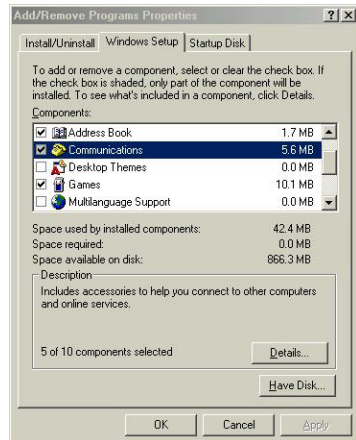 Add/Remove Programs Properties
Install/Uninstall Windows Setup Startup Disk
To add or remove a component, select or clear the check box. If
the check box is shaded, only part of the component will be
installed. To see what's included in a component, click Details.
Components:
Address Book 1.7 MB
Communications 5.6 MB
Desktop Themes 0.0 MB
Games 10.1 MB
Multilanguage Support 0.0 MB
Space used by installed components: 42.4 MB
Space required: 0.0 MB
Space available on disk: 866.3 MB
Description
Includes accessories to help you connect to other computers
and online services.
5 of 10 components selected Details...
Have Disk...
OK Cancel Apply